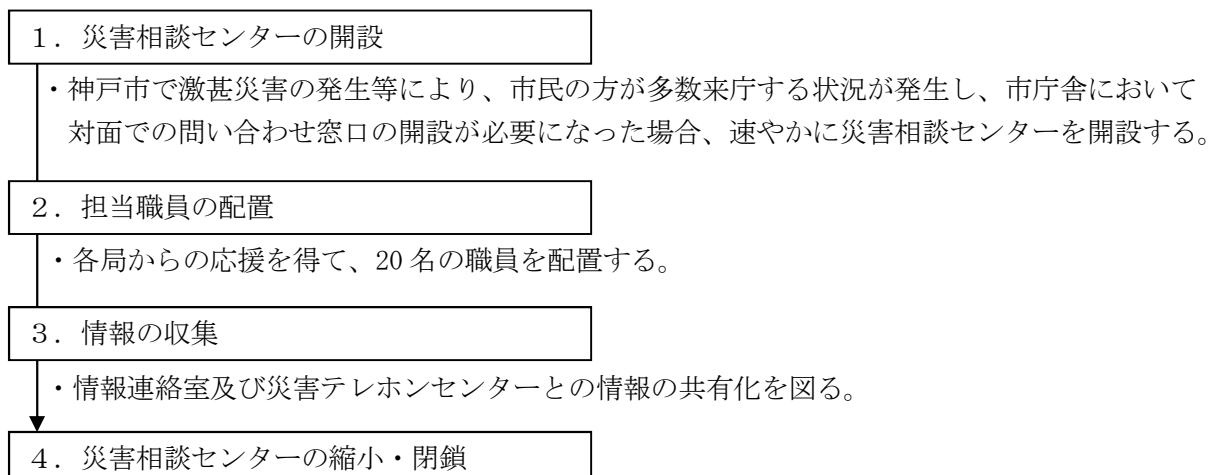 １．災害相談センターの開設
・神戸市で激甚災害の発生等により、市民の方が多数来庁する状況が発生し、市庁舎において
対面での問い合わせ窓口の開設が必要になった場合、速やかに災害相談センターを開設する。
２．担当職員の配置
・各局からの応援を得て、20 名の職員を配置する。
３．情報の収集
・情報連絡室及び災害テレホンセンターとの情報の共有化を図る。
４．災害相談センターの縮小・閉鎖